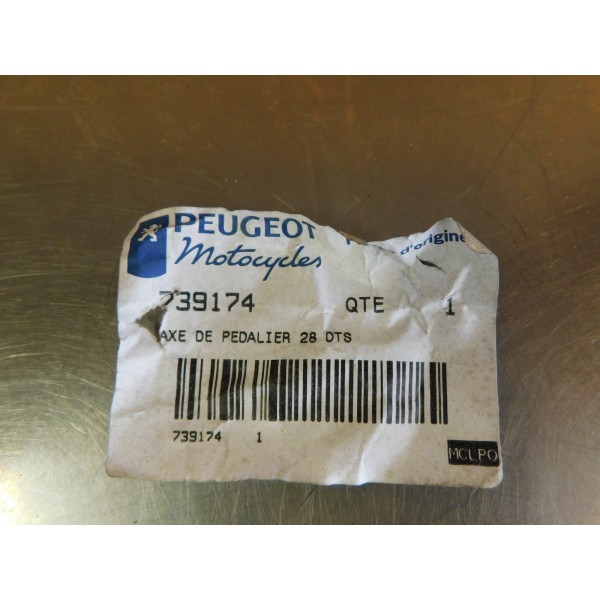 PEUGEOT d'origine
Motocycles
739174 QTE 1
AXE DE PEDALIER 28 DTS
739174 1
MCLPO